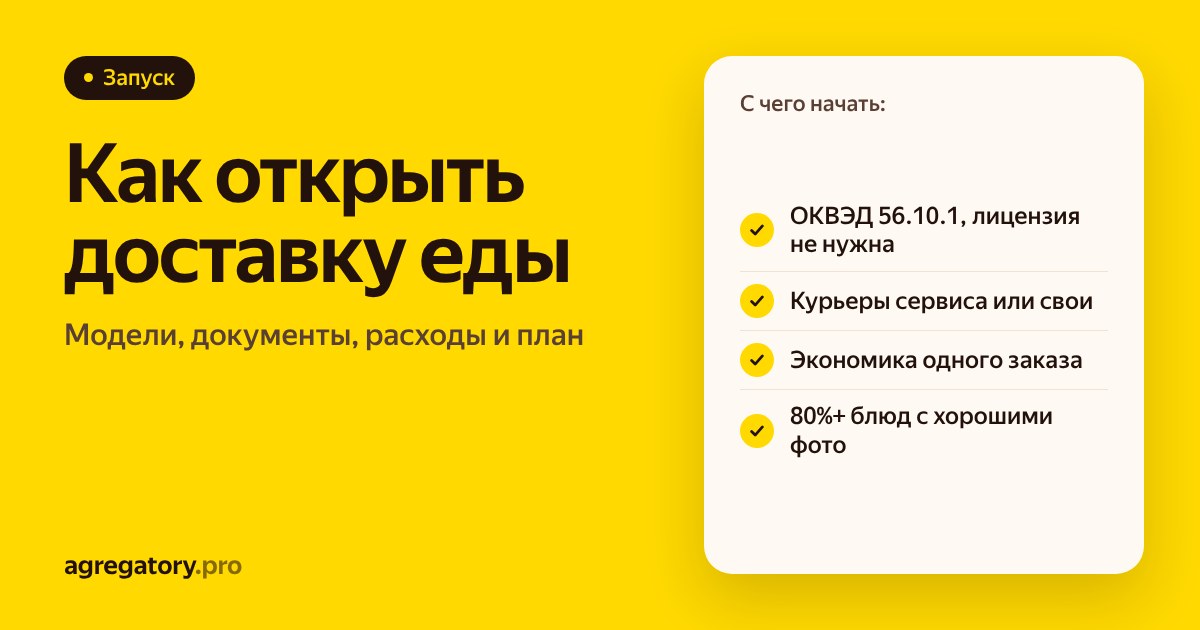 Запуск
Как открыть
доставку еды
Модели, документы, расходы и план
agregatory.pro
С чего начать:
ОКВЭД 56.10.1, лицензия
не нужна
Курьеры сервиса или свои
Экономика одного заказа
80%+ блюд с хорошими
фото